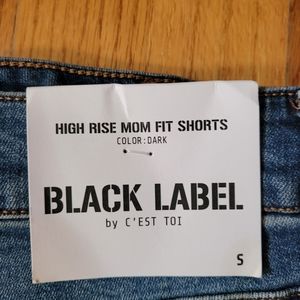 HIGH RISE MOM FIT SHORTS
COLOR:DARK
BLACK LABEL
by C'EST TOI
S